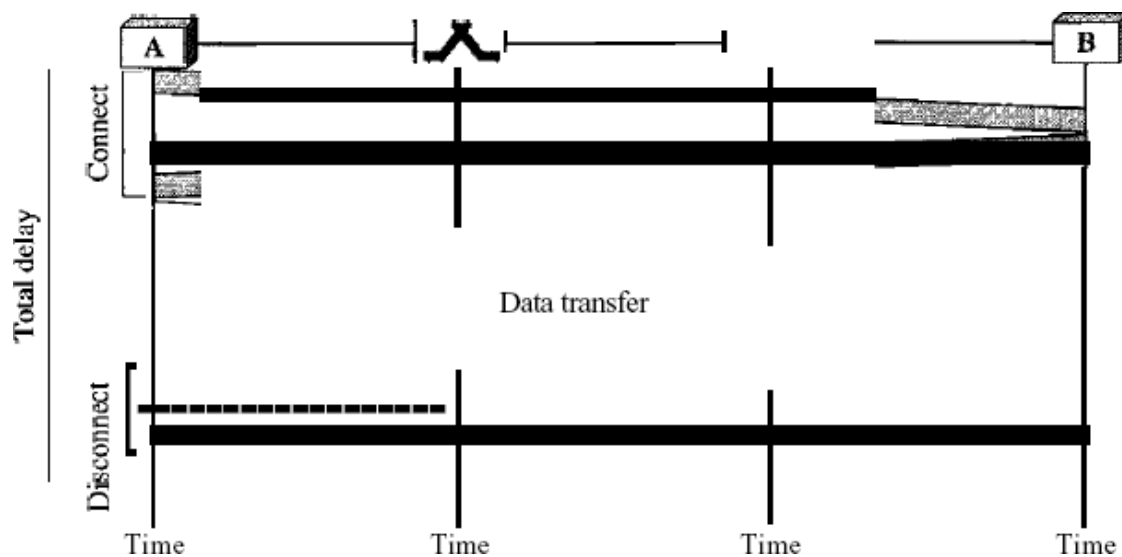 A
B
Connect
Total delay
Data transfer
Disconnect
Time
Time
Time
Time